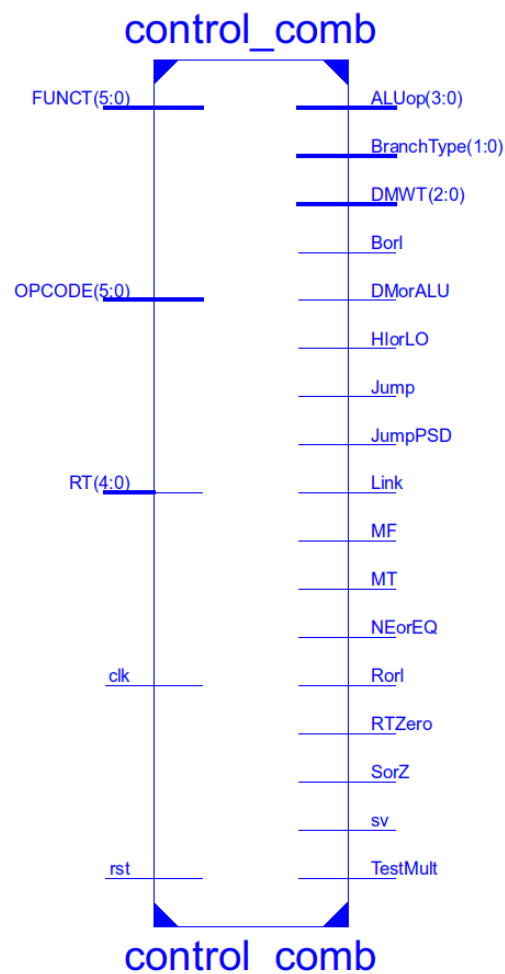 control_comb
FUNCT(5:0)
ALUop(3:0)
BranchType(1:0)
DMWT(2:0)
BorI
OPCODE(5:0)
DMorALU
HIorLO
Jump
JumpPSD
RT(4:0)
Link
MF
MT
NEorEQ
clk
RorI
RTZero
SorZ
sv
rst
TestMult
control_comb